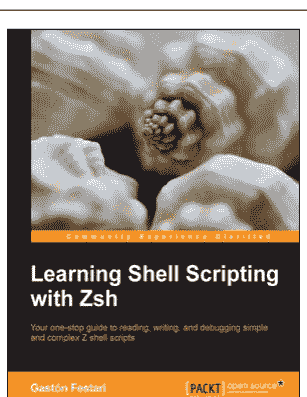 Community Experience Distilled
Learning Shell Scripting
with Zsh
Your one-stop guide to reading, writing, and debugging simple
and complex Z shell scripts
Gastón Festari
[PACKT] open source*